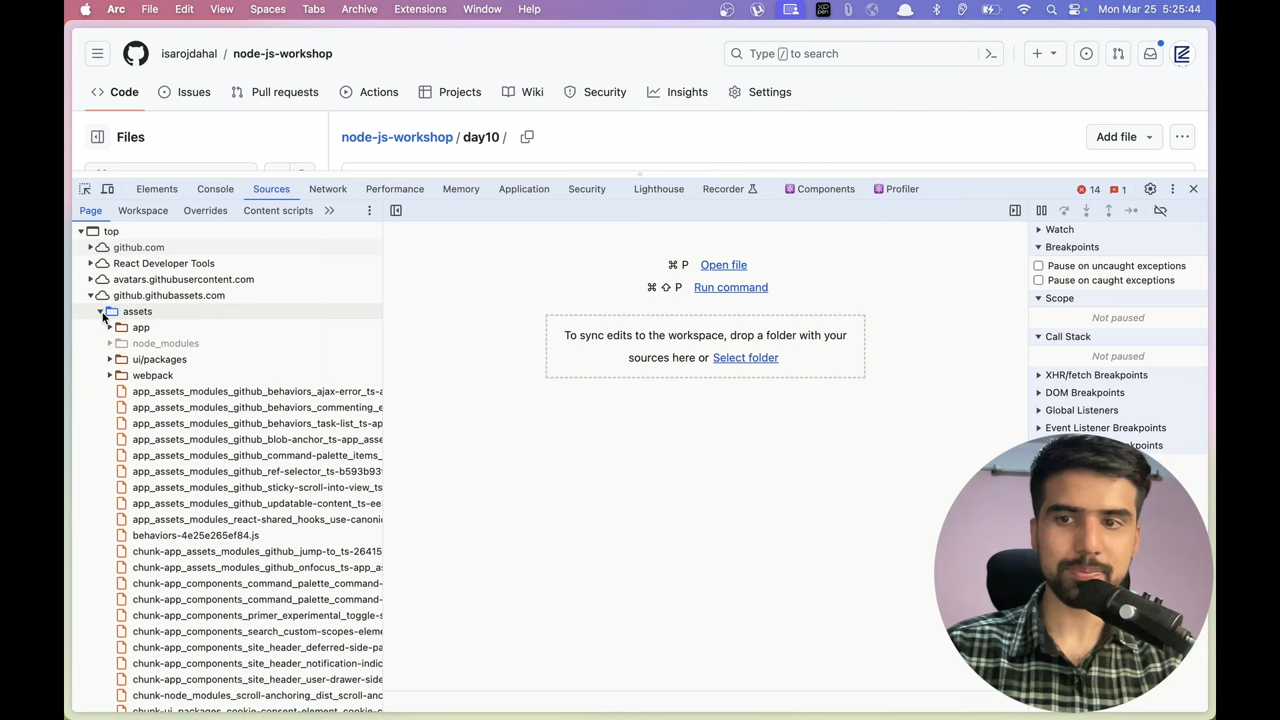 Arc File Edit View Spaces Tabs Archive Extensions Window Help Mon Mar 25 5:25:44
isarojdahal / node-js-workshop
Type / to search
Code Issues Pull requests Actions Projects Wiki Security Insights Settings
Files
node-js-workshop / day10 /
Add file
Elements Console Sources Network Performance Memory Application Security Lighthouse Recorder Components Profiler 14 1
Page Workspace Overrides Content scripts
top
github.com
React Developer Tools
avatars.githubusercontent.com
github.githubassets.com
assets
app
node_modules
ui/packages
webpack
app_assets_modules_github_behaviors_ajax-error_ts-a
app_assets_modules_github_behaviors_commenting_e
app_assets_modules_github_behaviors_task-list_ts-ap
app_assets_modules_github_blob-anchor_ts-app_asse
app_assets_modules_github_command-palette_items_
app_assets_modules_github_ref-selector_ts-b593b93
app_assets_modules_github_sticky-scroll-into-view_ts
app_assets_modules_github_updatable-content_ts-ee
app_assets_modules_react-shared_hooks_use-canonic
behaviors-4e25e265ef84.js
chunk-app_assets_modules_github_jump-to_ts-26415
chunk-app_assets_modules_github_onfocus_ts-app_as
chunk-app_components_command_palette_command-
chunk-app_components_command_palette_command-
chunk-app_components_primer_experimental_toggle-s
chunk-app_components_search_custom-scopes-eleme
chunk-app_components_site_header_deferred-side-pa
chunk-app_components_site_header_notification-indic
chunk-app_components_site_header_user-drawer-side
chunk-node_modules_scroll-anchoring_dist_scroll-anc
⌘ P Open file
⌘ ⇧ P Run command
To sync edits to the workspace, drop a folder with your
sources here or Select folder
Watch
Breakpoints
Pause on uncaught exceptions
Pause on caught exceptions
Scope
Not paused
Call Stack
Not paused
XHR/fetch Breakpoints
DOM Breakpoints
Global Listeners
Event Listener Breakpoints